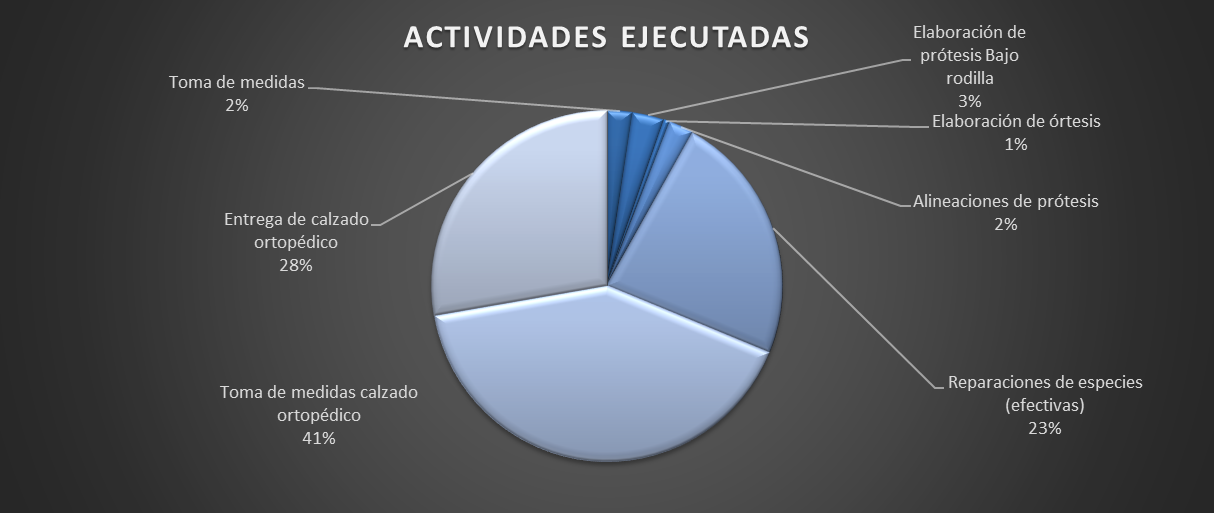 ACTIVIDADES EJECUTADAS
Toma de medidas
2%
Elaboración de
prótesis Bajo
rodilla
3%
Elaboración de órtesis
1%
Alineaciones de prótesis
2%
Reparaciones de especies
(efectivas)
23%
Toma de medidas calzado
ortopédico
41%
Entrega de calzado
ortopédico
28%